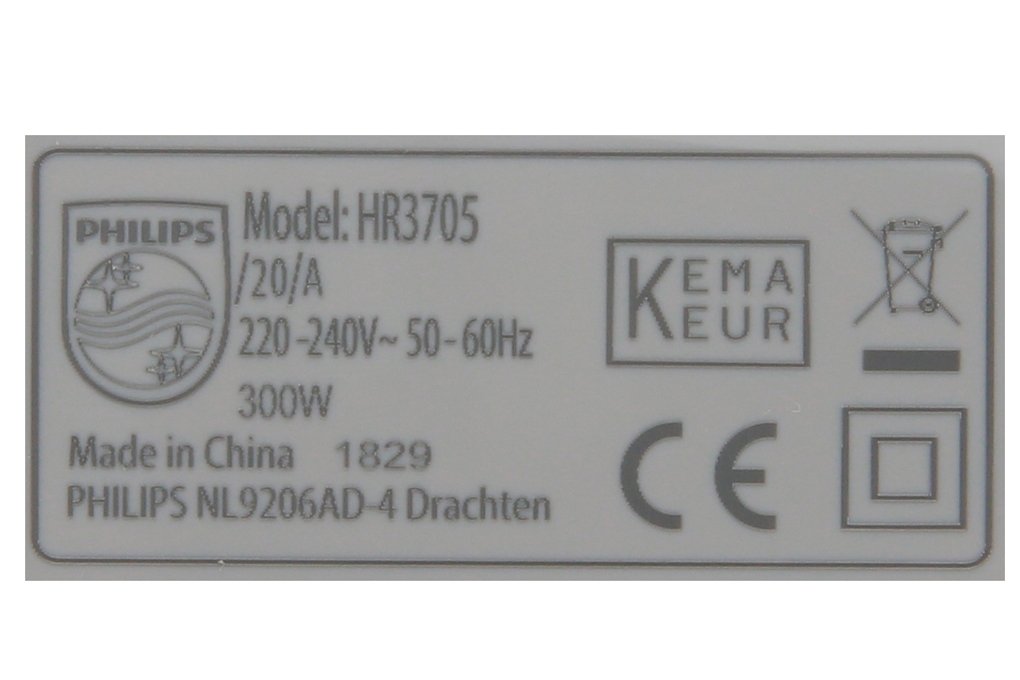 PHILIPS
Model: HR3705
/20/A
220-240V~ 50-60Hz
300W
Made in China 1829
PHILIPS NL9206AD-4 Drachten
KEMA
KEUR
CE